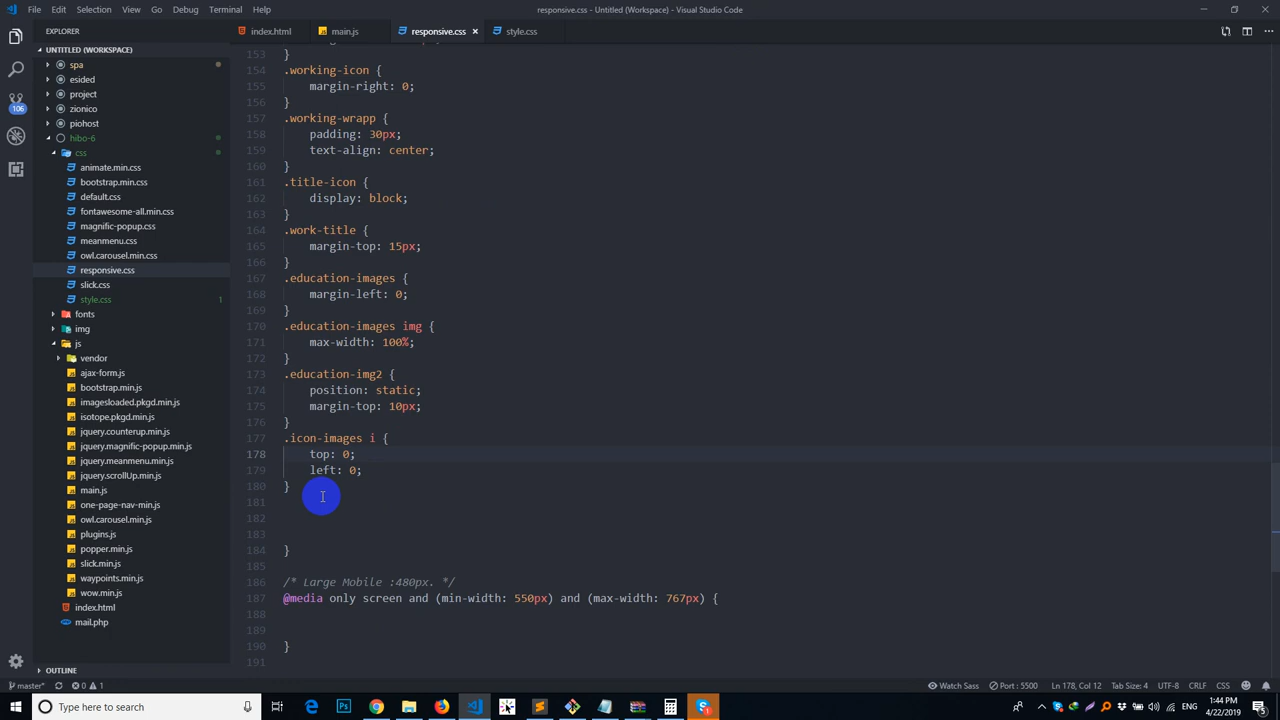 File Edit Selection View Go Debug Terminal Help
responsive.css - Untitled (Workspace) - Visual Studio Code
EXPLORER
index.html main.js responsive.css × style.css
UNTITLED (WORKSPACE)
spa
esided
project
zionico
piohost
hibo-6
css
animate.min.css
bootstrap.min.css
default.css
fontawesome-all.min.css
magnific-popup.css
meanmenu.css
owl.carousel.min.css
responsive.css
slick.css
style.css 1
fonts
img
js
vendor
ajax-form.js
bootstrap.min.js
imagesloaded.pkgd.min.js
isotope.pkgd.min.js
jquery.counterup.min.js
jquery.magnific-popup.min.js
jquery.meanmenu.min.js
jquery.scrollUp.min.js
main.js
one-page-nav-min.js
owl.carousel.min.js
plugins.js
popper.min.js
slick.min.js
waypoints.min.js
wow.min.js
index.html
mail.php
OUTLINE
106
153 }
154 .working-icon {
155 margin-right: 0;
156 }
157 .working-wrapp {
158 padding: 30px;
159 text-align: center;
160 }
161 .title-icon {
162 display: block;
163 }
164 .work-title {
165 margin-top: 15px;
166 }
167 .education-images {
168 margin-left: 0;
169 }
170 .education-images img {
171 max-width: 100%;
172 }
173 .education-img2 {
174 position: static;
175 margin-top: 10px;
176 }
177 .icon-images i {
178 top: 0;
179 left: 0;
180 }
181
182
183
184 }
185
186 /* Large Mobile :480px. */
187 @media only screen and (min-width: 550px) and (max-width: 767px) {
188
189
190 }
191
master* 0 1 Watch Sass Port : 5500 Ln 178, Col 12 Tab Size: 4 UTF-8 CRLF CSS
Type here to search
ENG
1:44 PM
4/22/2019